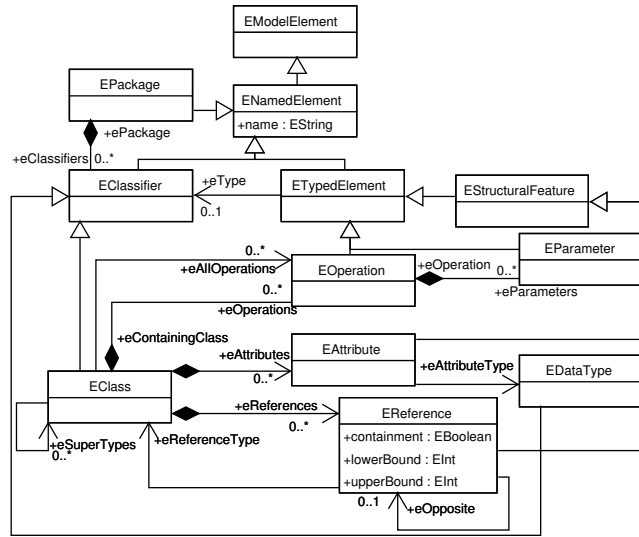 EModelElement
EPackage
ENamedElement
+name : EString
+ePackage
+eClassifiers 0..*
EClassifier
+eType
0..1
ETypedElement
EStructuralFeature
0..*
+eAllOperations
EOperation
+eOperation
0..*
+eParameters
EParameter
0..*
+eOperations
+eContainingClass
+eAttributes
0..*
EAttribute
+eAttributeType
EDataType
EClass
+eReferences
0..*
EReference
+containment : EBoolean
+lowerBound : EInt
+upperBound : EInt
+eSuperTypes
0..*
+eReferenceType
0..1
+eOpposite